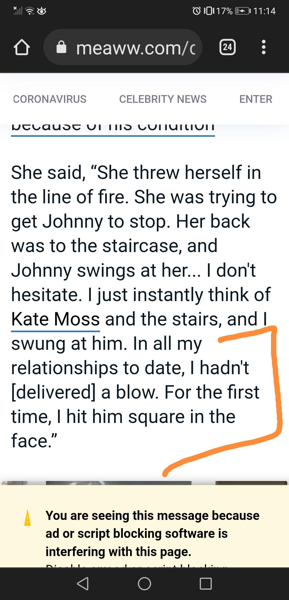 17% 11:14
meaww.com/c
24
CORONAVIRUS CELEBRITY NEWS ENTER
because of his condition
She said, “She threw herself in
the line of fire. She was trying to
get Johnny to stop. Her back
was to the staircase, and
Johnny swings at her... I don't
hesitate. I just instantly think of
Kate Moss and the stairs, and I
swung at him. In all my
relationships to date, I hadn't
[delivered] a blow. For the first
time, I hit him square in the
face.”
You are seeing this message because
ad or script blocking software is
interfering with this page.